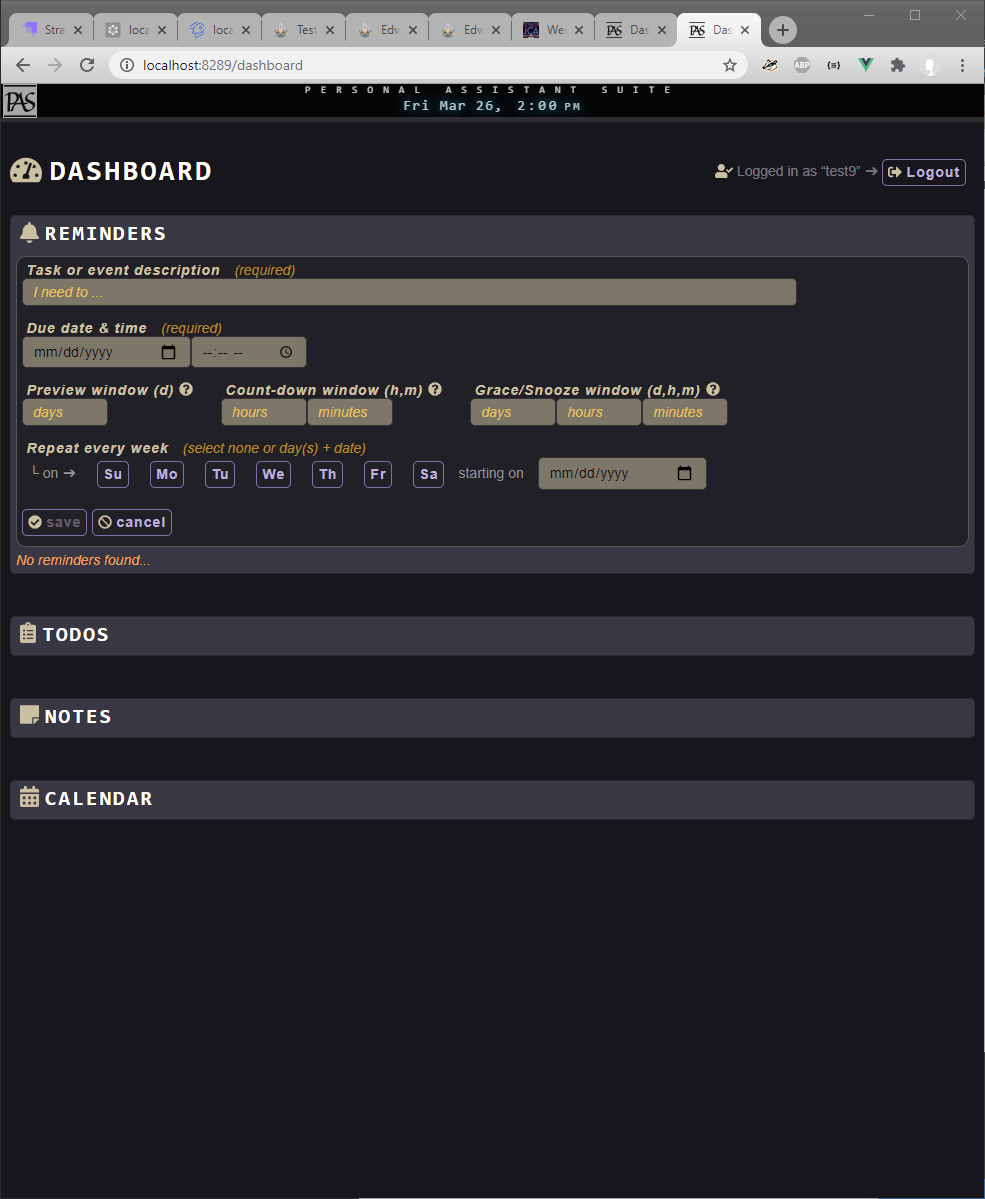 Stra loca loca Test Edw Edw Wee Das Das
localhost:8289/dashboard ABP
PAS PERSONAL ASSISTANT SUITE
Fri Mar 26, 2:00 PM
DASHBOARD Logged in as “test9” ➔ Logout
REMINDERS
Task or event description (required)
I need to ...
Due date & time (required)
mm/dd/yyyy --:-- --
Preview window (d) Count-down window (h,m) Grace/Snooze window (d,h,m)
days hours minutes days hours minutes
Repeat every week (select none or day(s) + date)
└ on ➔ Su Mo Tu We Th Fr Sa starting on mm/dd/yyyy
save cancel
No reminders found...
TODOS
NOTES
CALENDAR